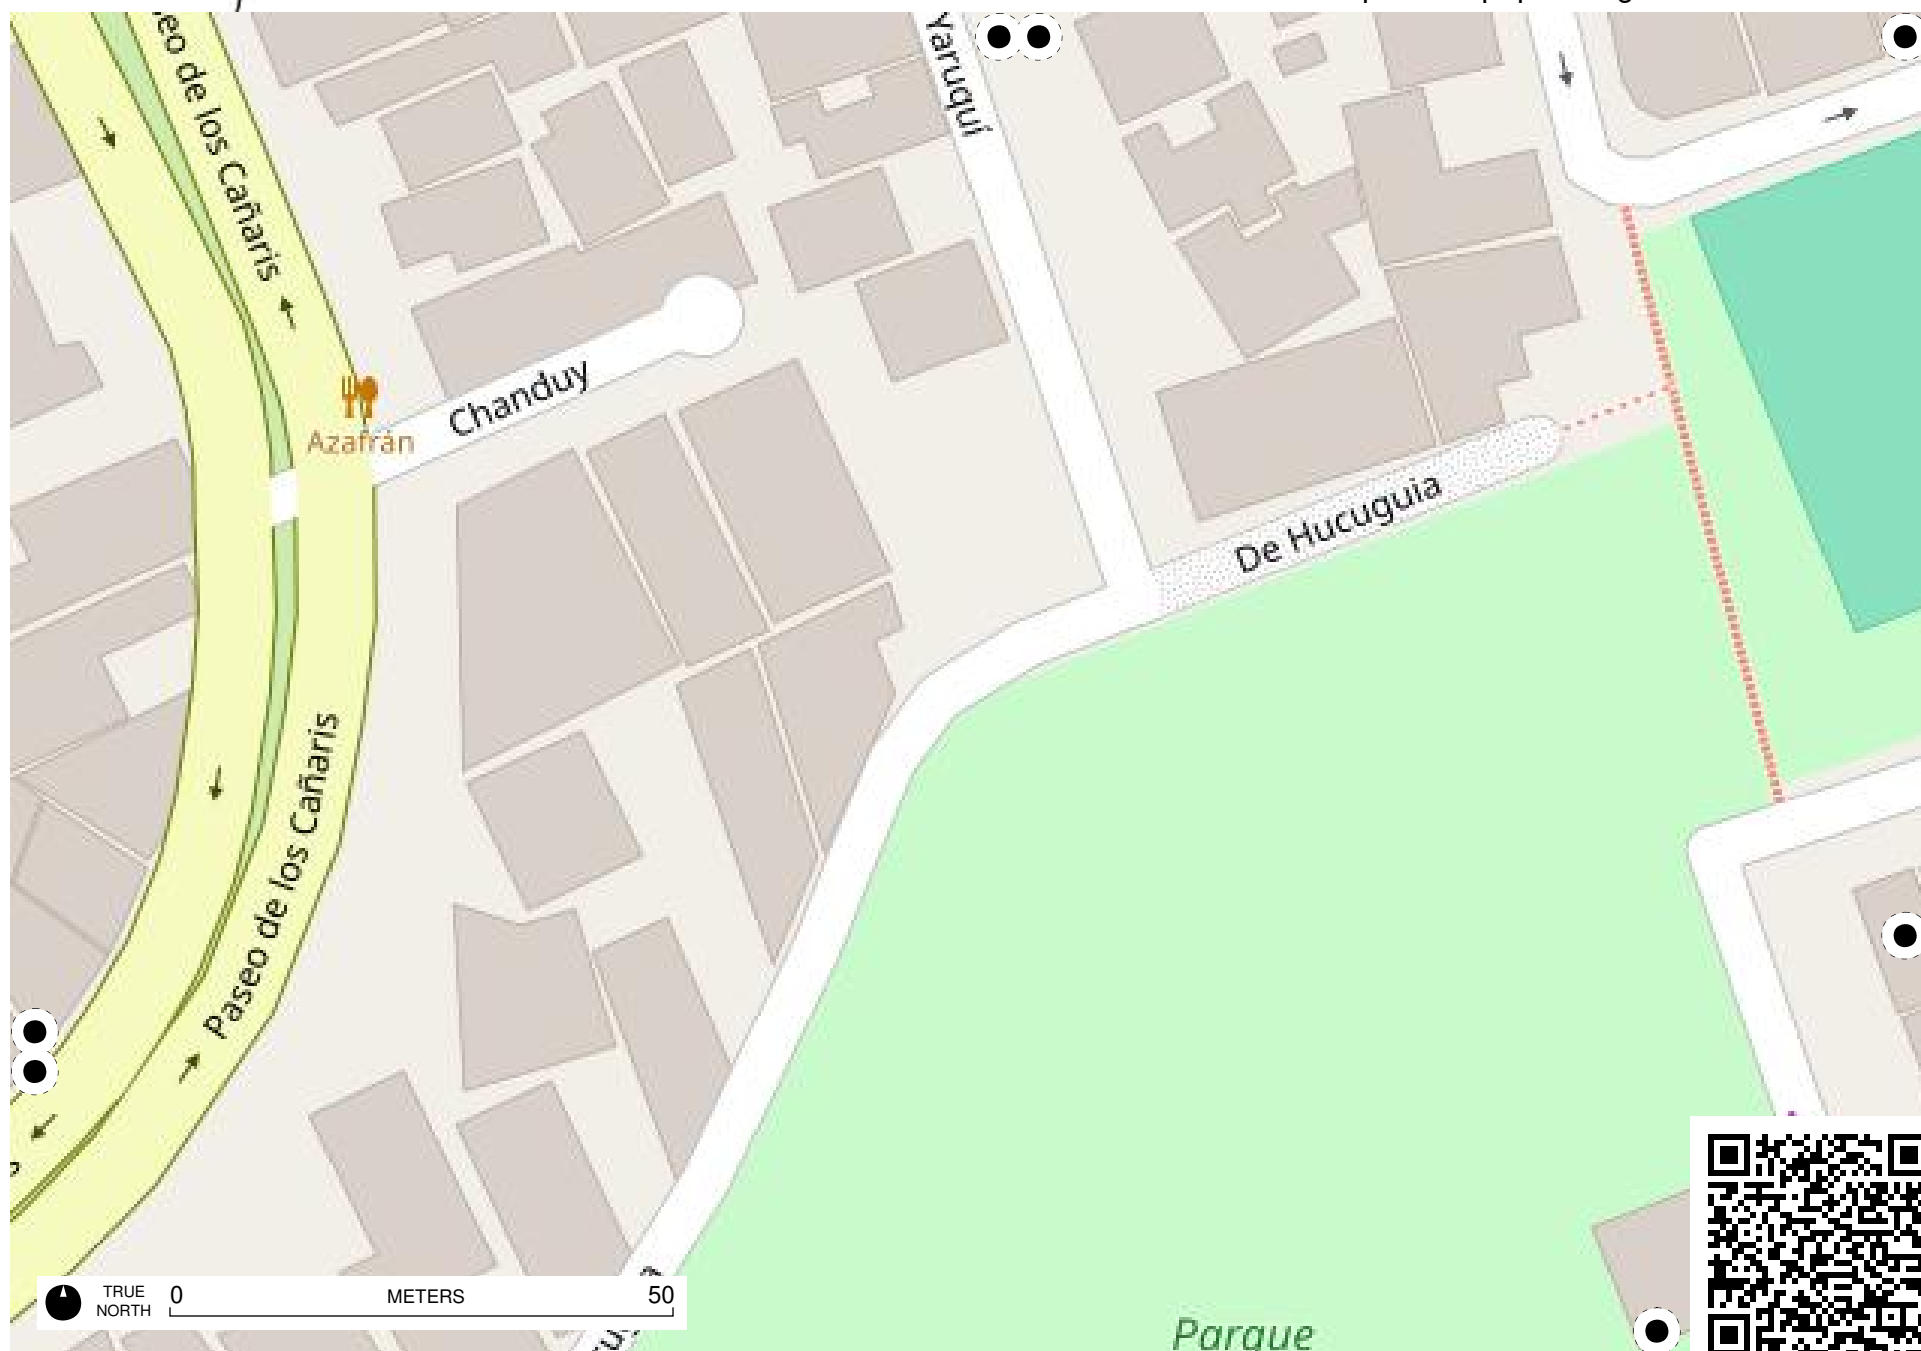 Paseo de los Cañaris
Yaruquí
Azafrán
Chanduy
De Hucuguia
Paseo de los Cañaris
TRUE
NORTH
0 METERS 50
Parque